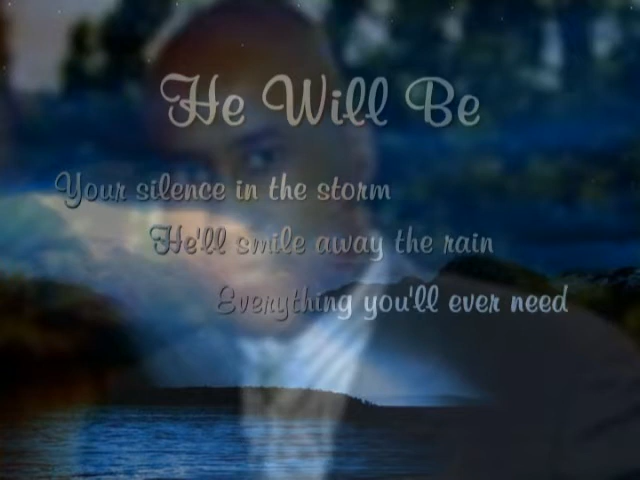 He Will Be
Your silence in the storm
He'll smile away the rain
Everything you'll ever need